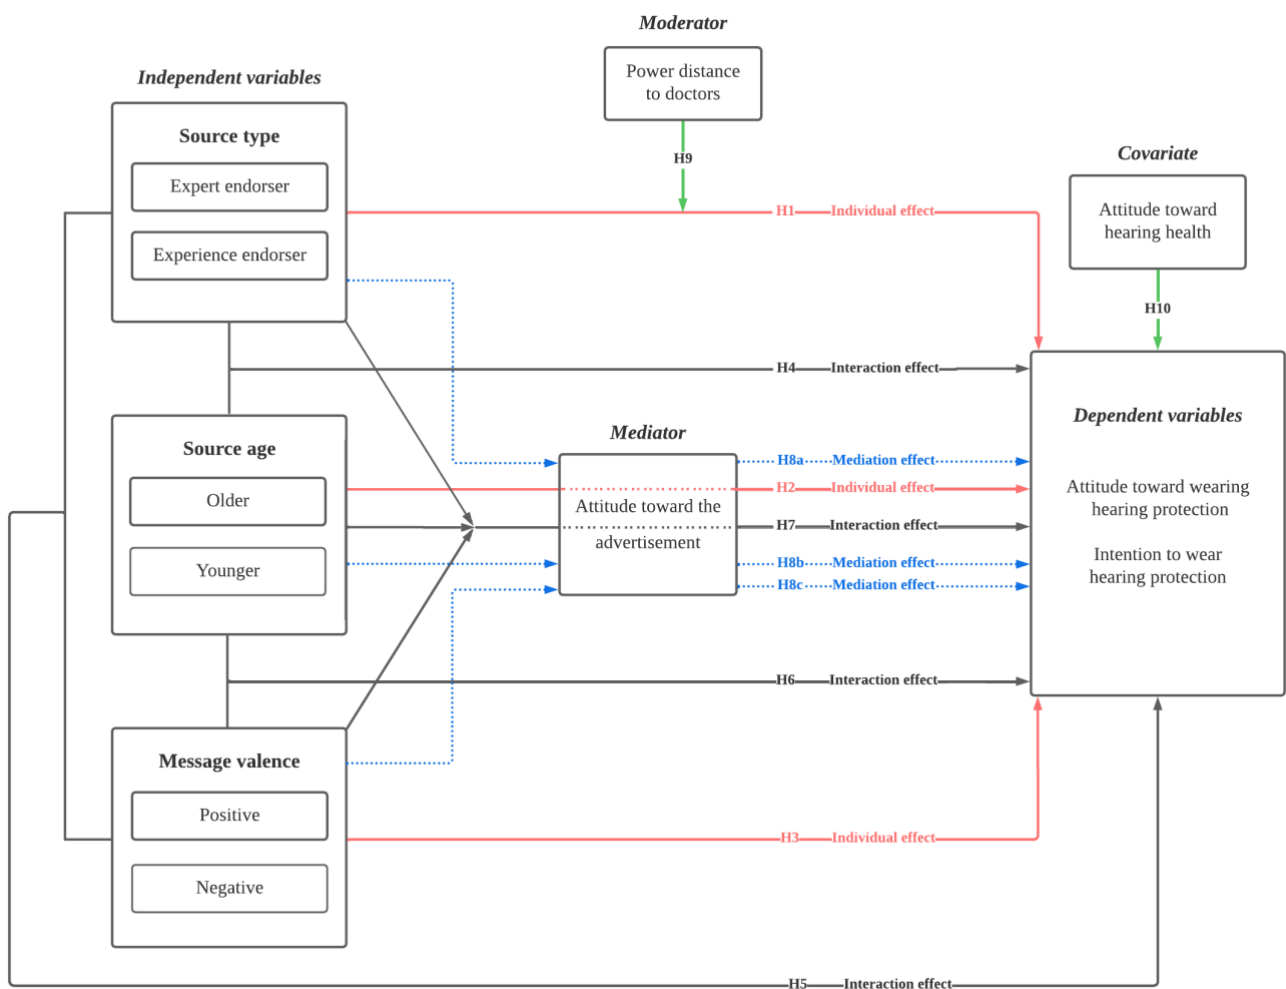 Moderator
Power distance
to doctors
Independent variables
Source type
Expert endorser
Experience endorser
H9
Covariate
Attitude toward
hearing health
H1 Individual effect
H10
H4 Interaction effect
Source age
Older
Younger
Mediator
Attitude toward the
advertisement
H8a Mediation effect
H2 Individual effect
H7 Interaction effect
H8b Mediation effect
H8c Mediation effect
Dependent variables
Attitude toward wearing
hearing protection
Intention to wear
hearing protection
H6 Interaction effect
Message valence
Positive
Negative
H3 Individual effect
H5 Interaction effect